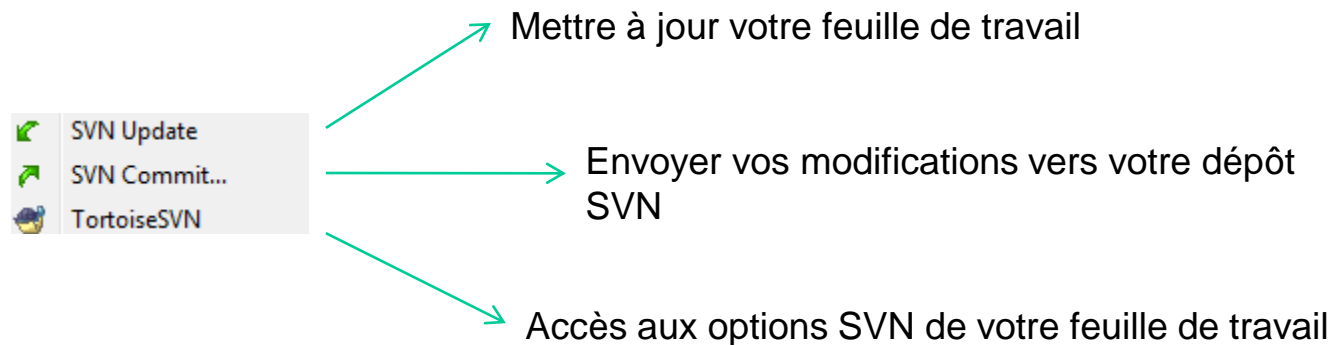 Mettre à jour votre feuille de travail
SVN Update
SVN Commit...
TortoiseSVN
Envoyer vos modifications vers votre dépôt
SVN
Accès aux options SVN de votre feuille de travail